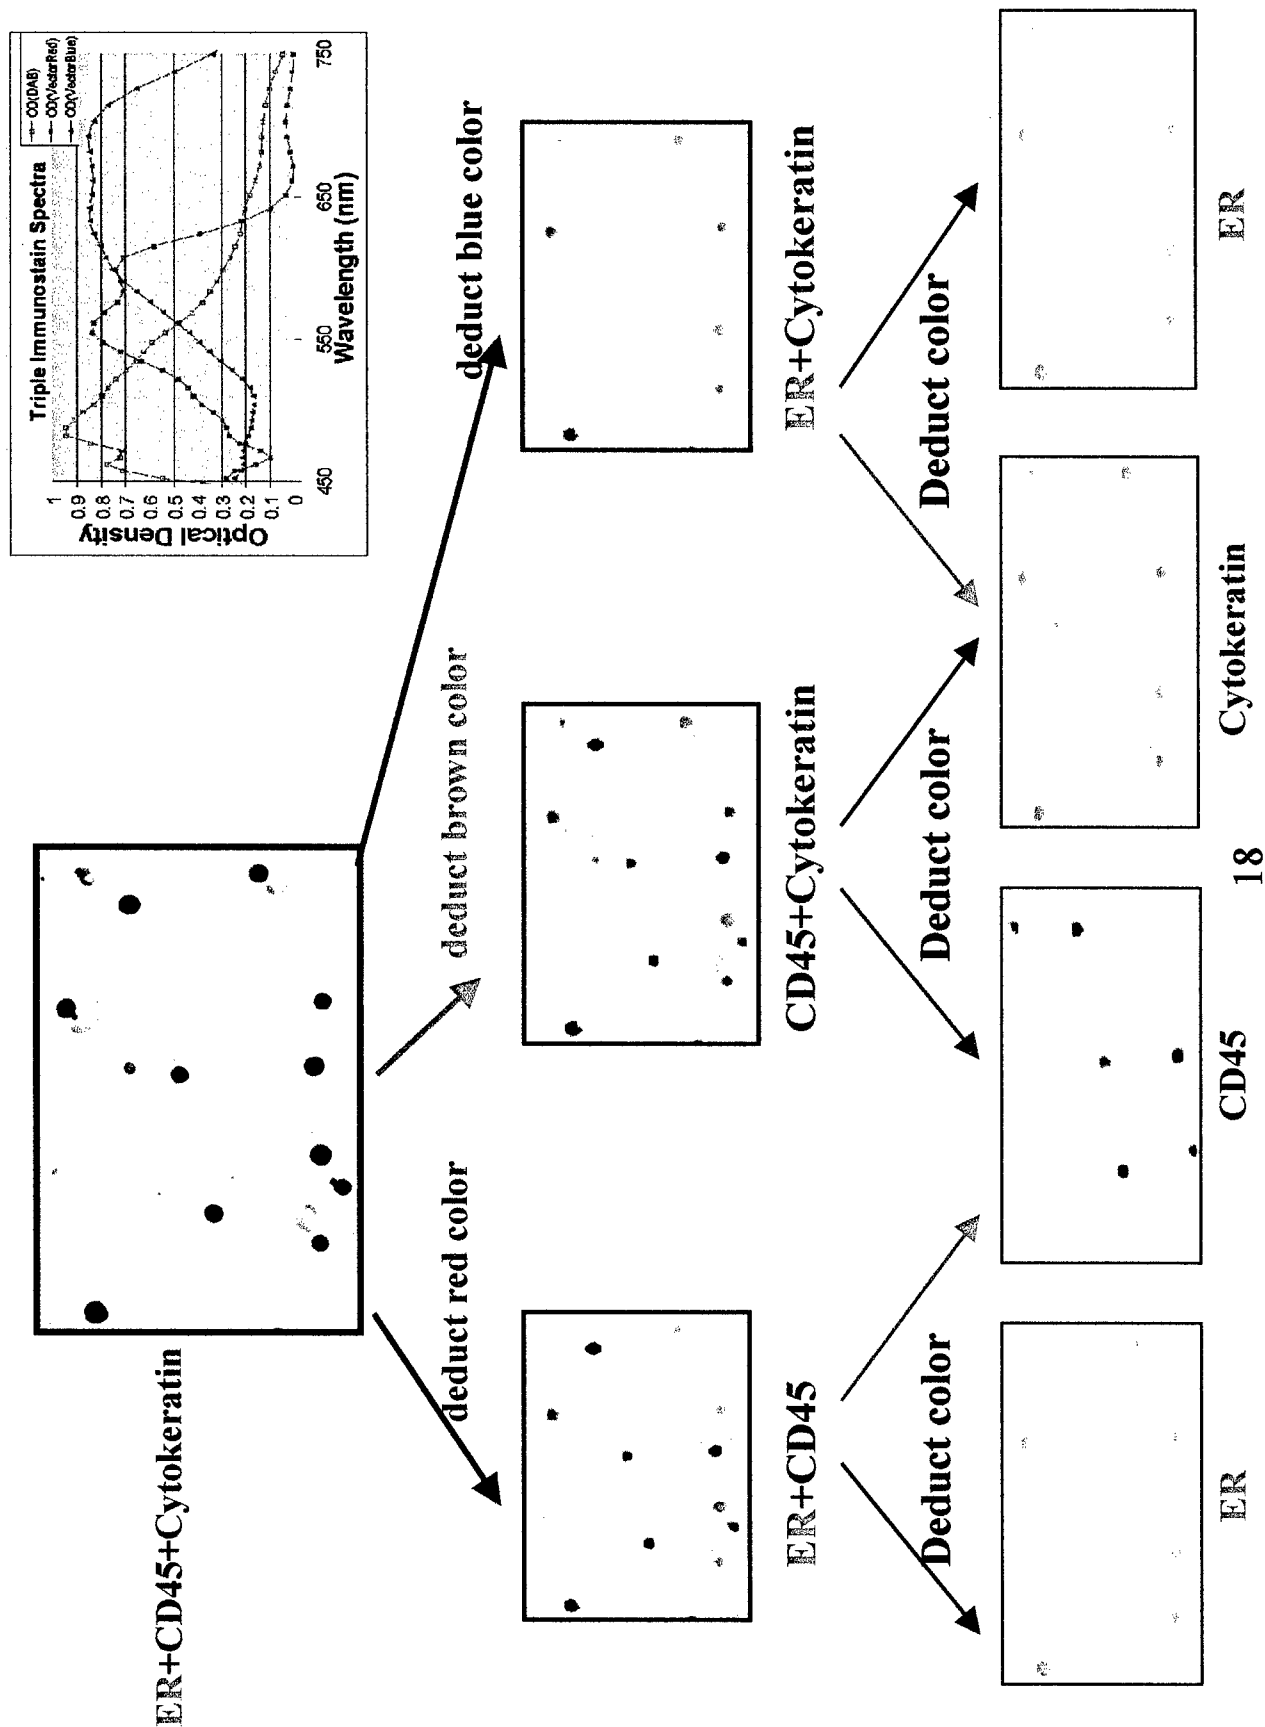 ER+CD45+Cytokeratin
Triple Immunostain Spectra
OD(DAB)
OD(VectorRed)
OD(VectorBlue)
Optical Density
1
0.9
0.8
0.7
0.6
0.5
0.4
0.3
0.2
0.1
0
450
550
650
750
Wavelength (nm)
deduct red color
deduct brown color
deduct blue color
ER+CD45
CD45+Cytokeratin
ER+Cytokeratin
Deduct color
Deduct color
Deduct color
ER
CD45
Cytokeratin
ER
18